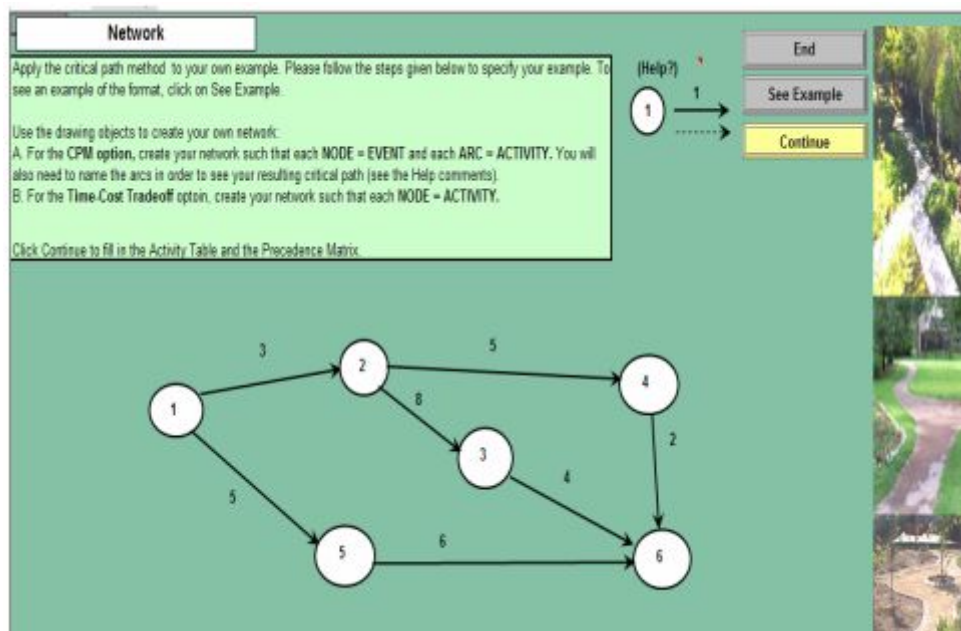 Network
End
Apply the critical path method to your own example. Please follow the steps given below to specify your example. To
see an example of the format, click on See Example.
(Help?)
1
1
See Example
Use the drawing objects to create your own network:
A. For the CPM option, create your network such that each NODE = EVENT and each ARC = ACTIVITY. You will
also need to name the arcs in order to see your resulting critical path (see the Help comments).
B. For the Time-Cost Tradeoff optoin, create your network such that each NODE = ACTIVITY.
Continue
Click Continue to fill in the Activity Table and the Precedence Matrix.
3
5
2
4
1
8
3
2
4
5
5
6
6